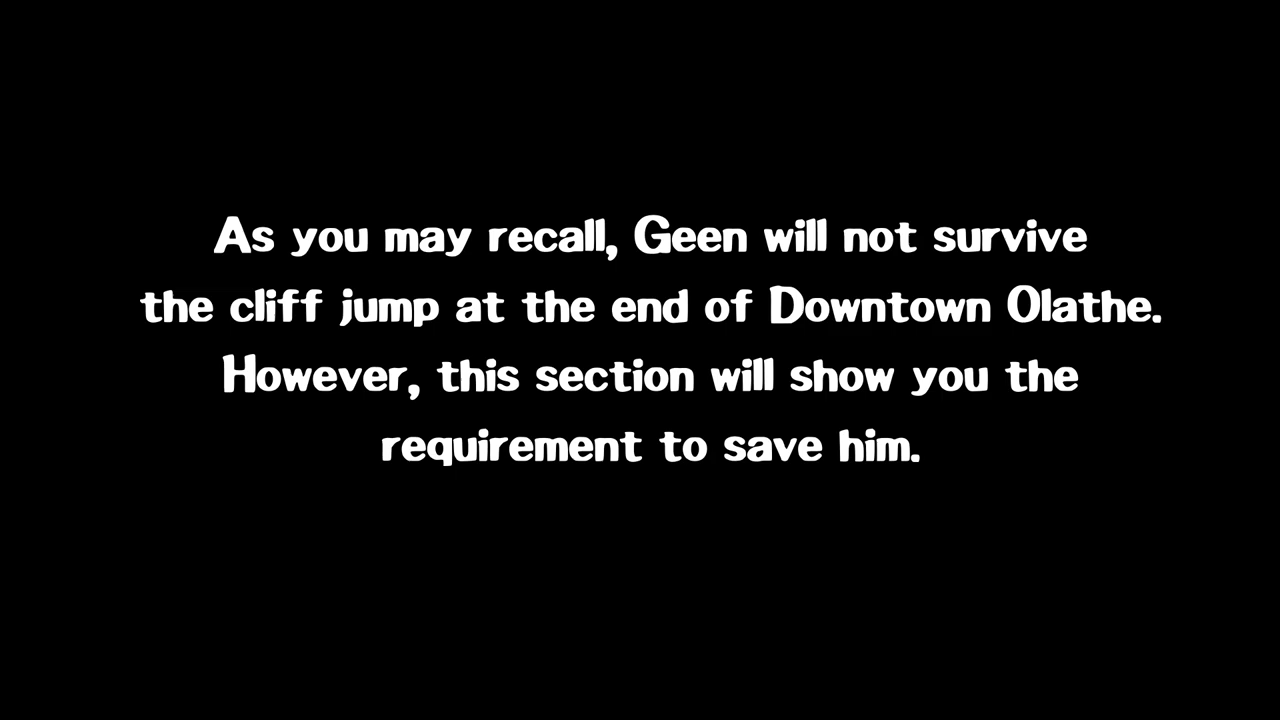 As you may recall, Geen will not survive
the cliff jump at the end of Downtown Olathe.
However, this section will show you the
requirement to save him.